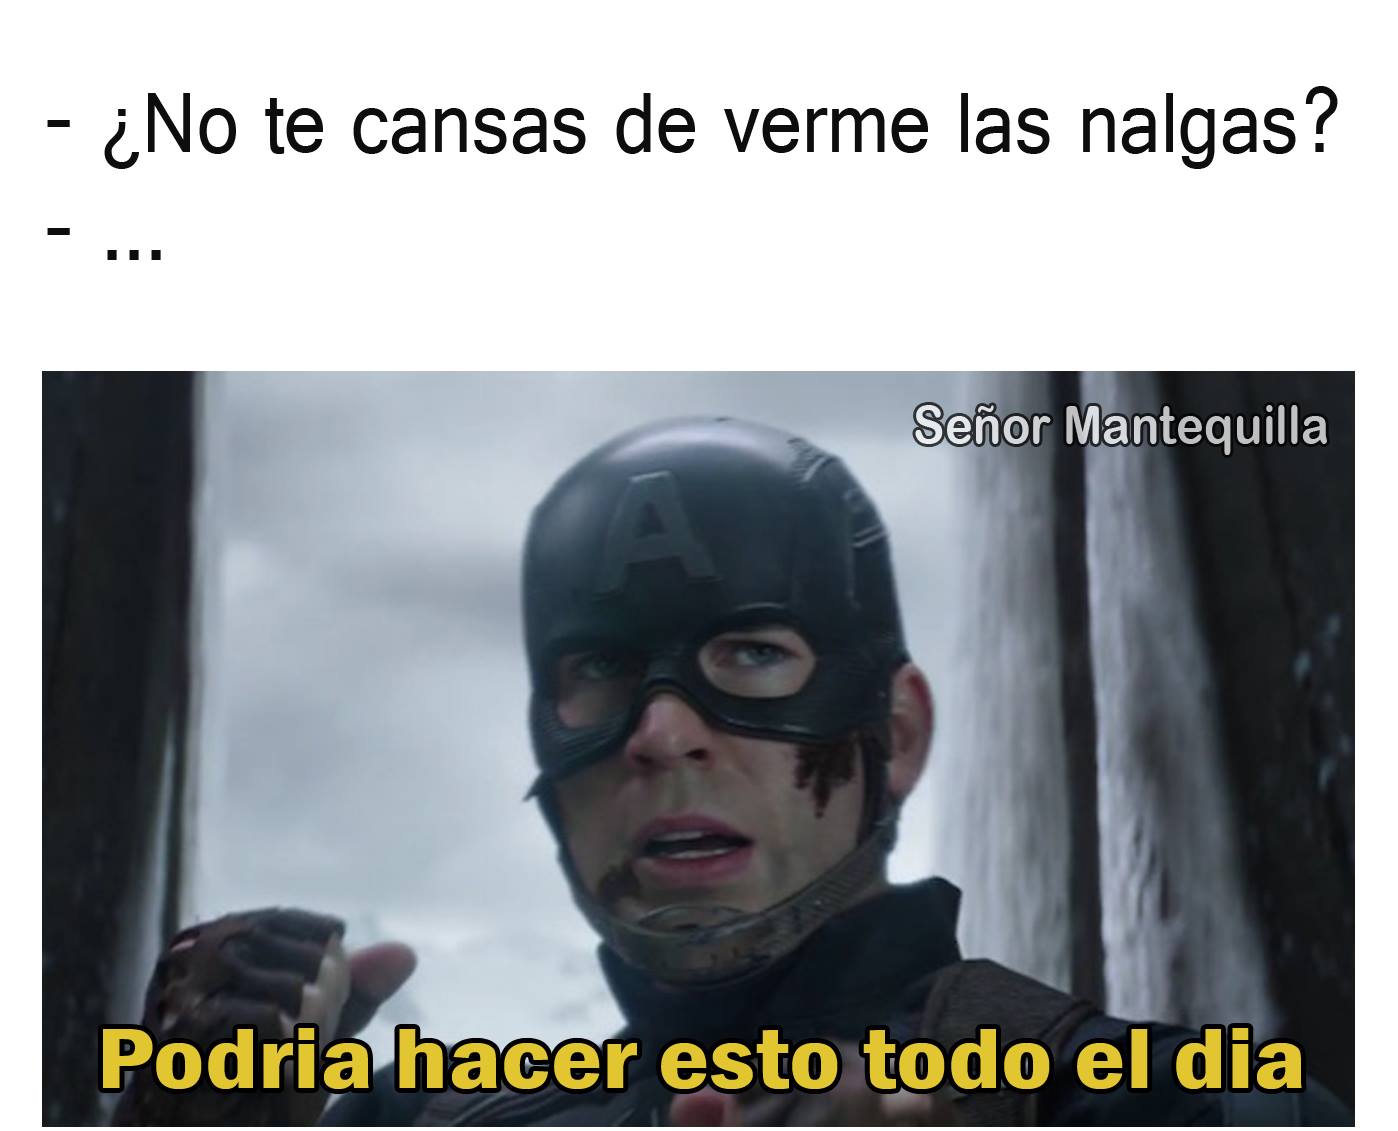 - ¿No te cansas de verme las nalgas?
- ...
Señor Mantequilla
A
Podria hacer esto todo el dia